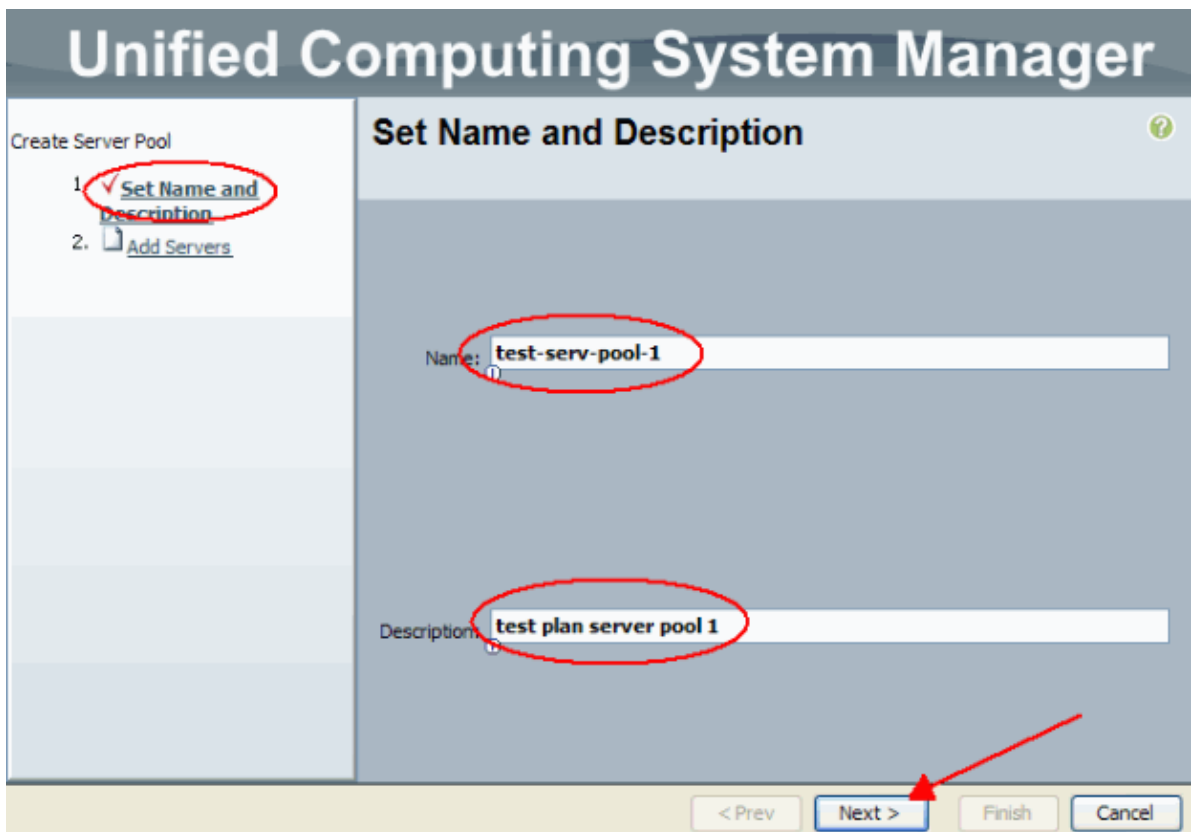 Unified Computing System Manager
Create Server Pool
1. Set Name and
Description
2. Add Servers
Set Name and Description
?
Name: test-serv-pool-1
Description: test plan server pool 1
< Prev
Next >
Finish
Cancel